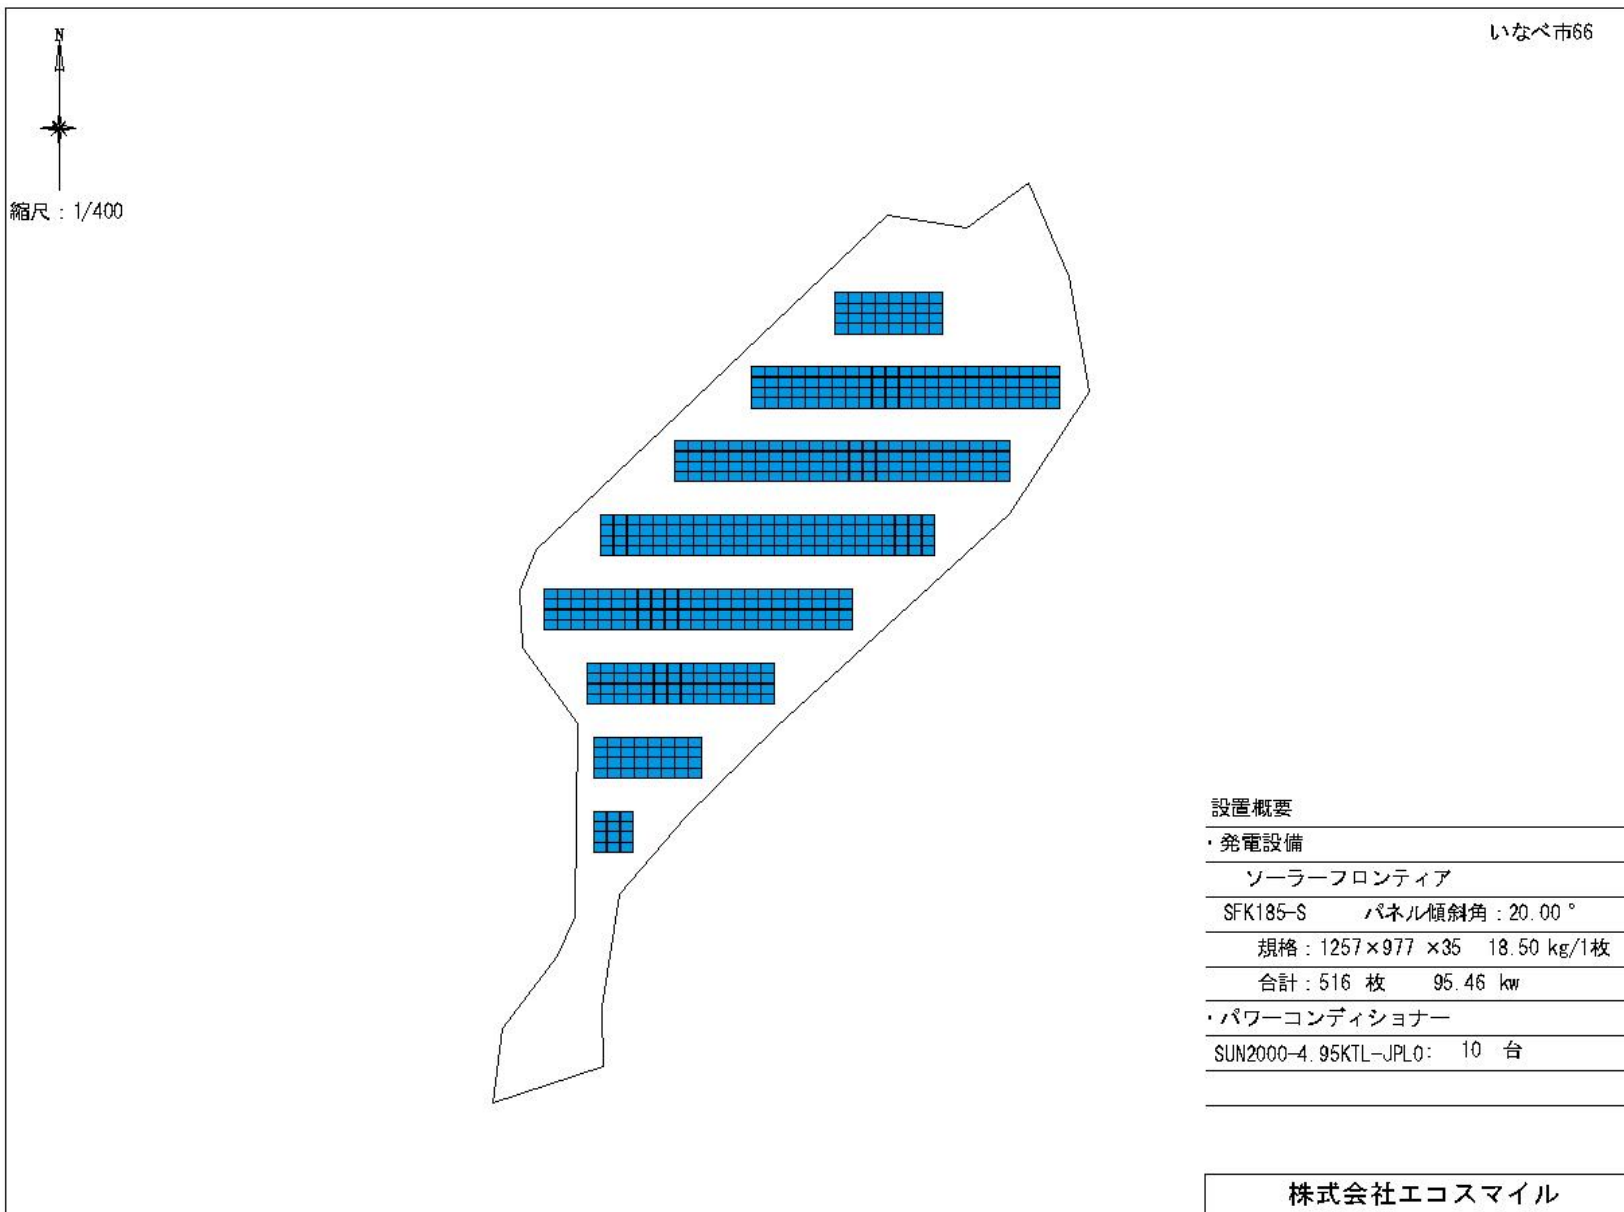 N
いなべ市66
縮尺：1/400
設置概要
・発電設備
ソーラーフロンティア
SFK185-S パネル傾斜角：20.00°
規格：1257×977 ×35 18.50 kg/1枚
合計：516 枚 95.46 kw
・パワーコンディショナー
SUN2000-4.95KTL-JPL0： 10 台
株式会社エコスマイル